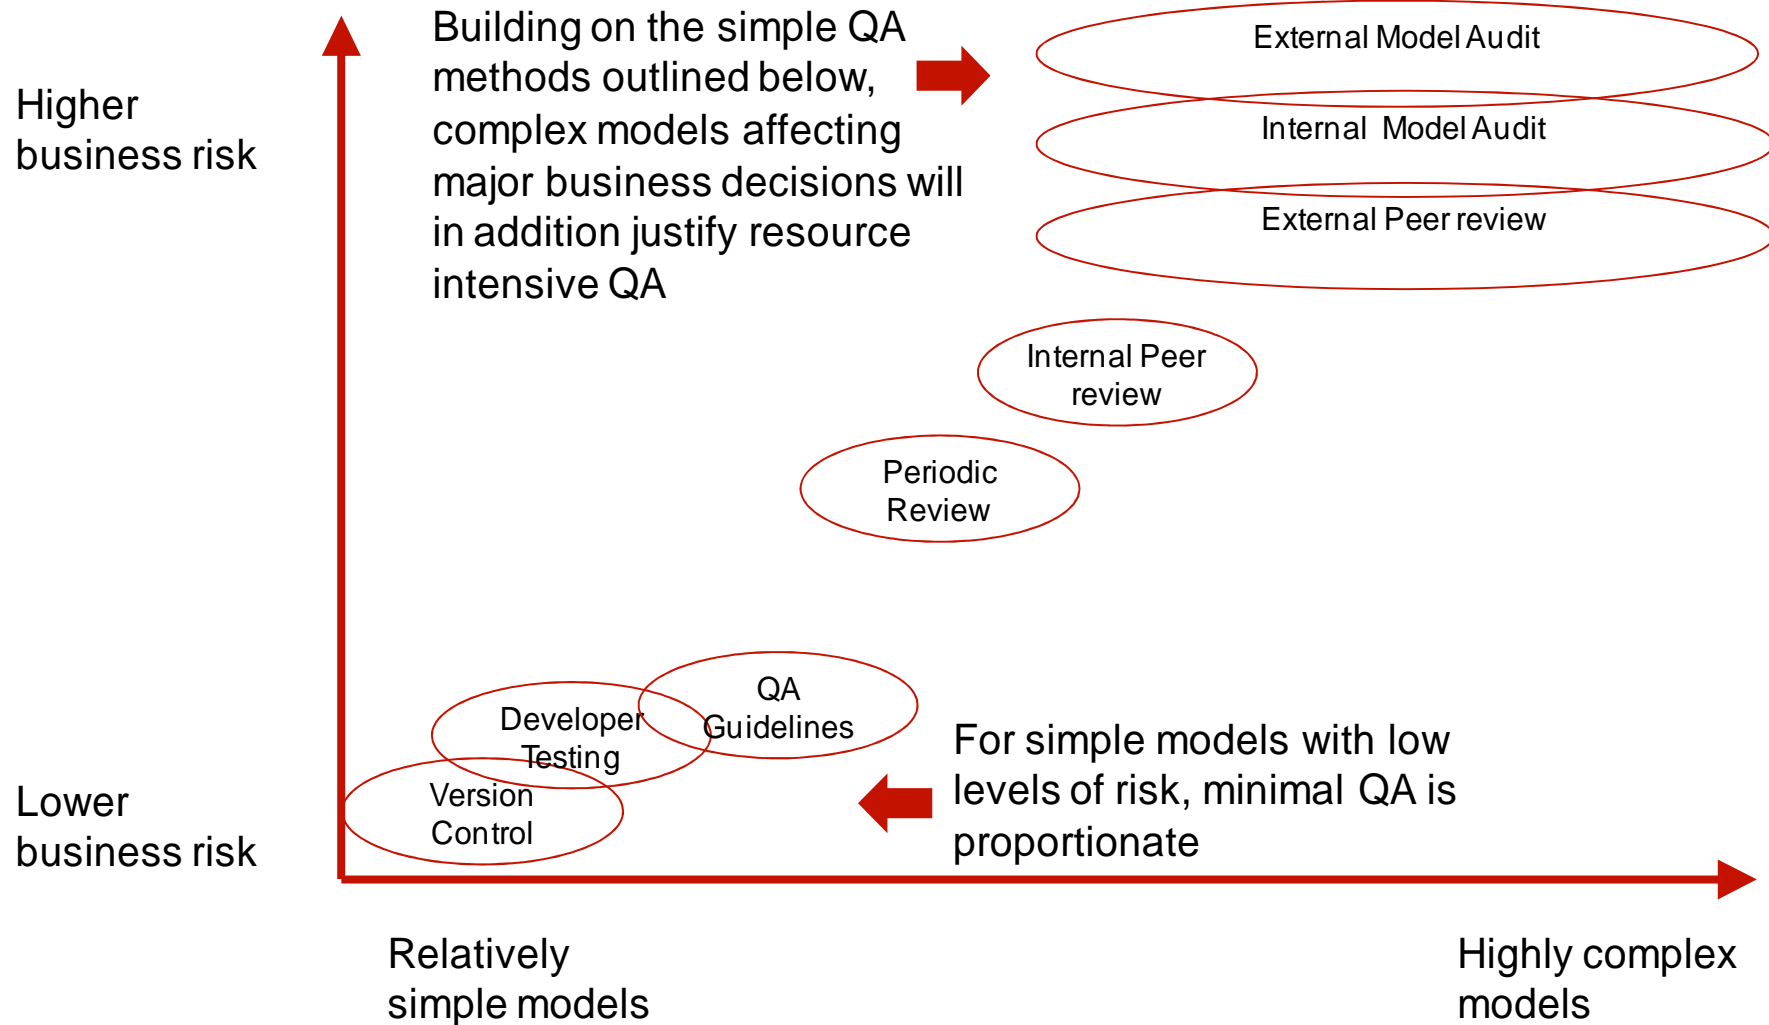 Building on the simple QA
methods outlined below,
complex models affecting
major business decisions will
in addition justify resource
intensive QA
External Model Audit
Internal Model Audit
External Peer review
Higher
business risk
Internal Peer
review
Periodic
Review
QA
Guidelines
Developer
Testing
Version
Control
For simple models with low
levels of risk, minimal QA is
proportionate
Lower
business risk
Relatively
simple models
Highly complex
models